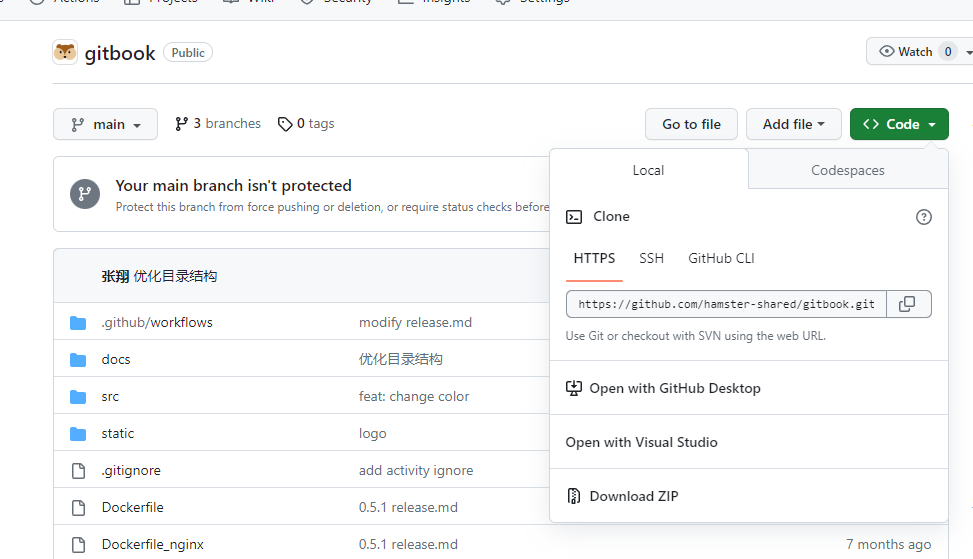 Actions Projects Wiki Security Insights Settings
gitbook Public
Watch 0
main 3 branches 0 tags
Go to file Add file Code
Your main branch isn't protected
Protect this branch from force pushing or deletion, or require status checks before
Local Codespaces
Clone
HTTPS SSH GitHub CLI
https://github.com/hamster-shared/gitbook.git
Use Git or checkout with SVN using the web URL.
Open with GitHub Desktop
Open with Visual Studio
Download ZIP
张翔 优化目录结构
.github/workflows modify release.md
docs 优化目录结构
src feat: change color
static logo
.gitignore add activity ignore
Dockerfile 0.5.1 release.md
Dockerfile_nginx 0.5.1 release.md 7 months ago